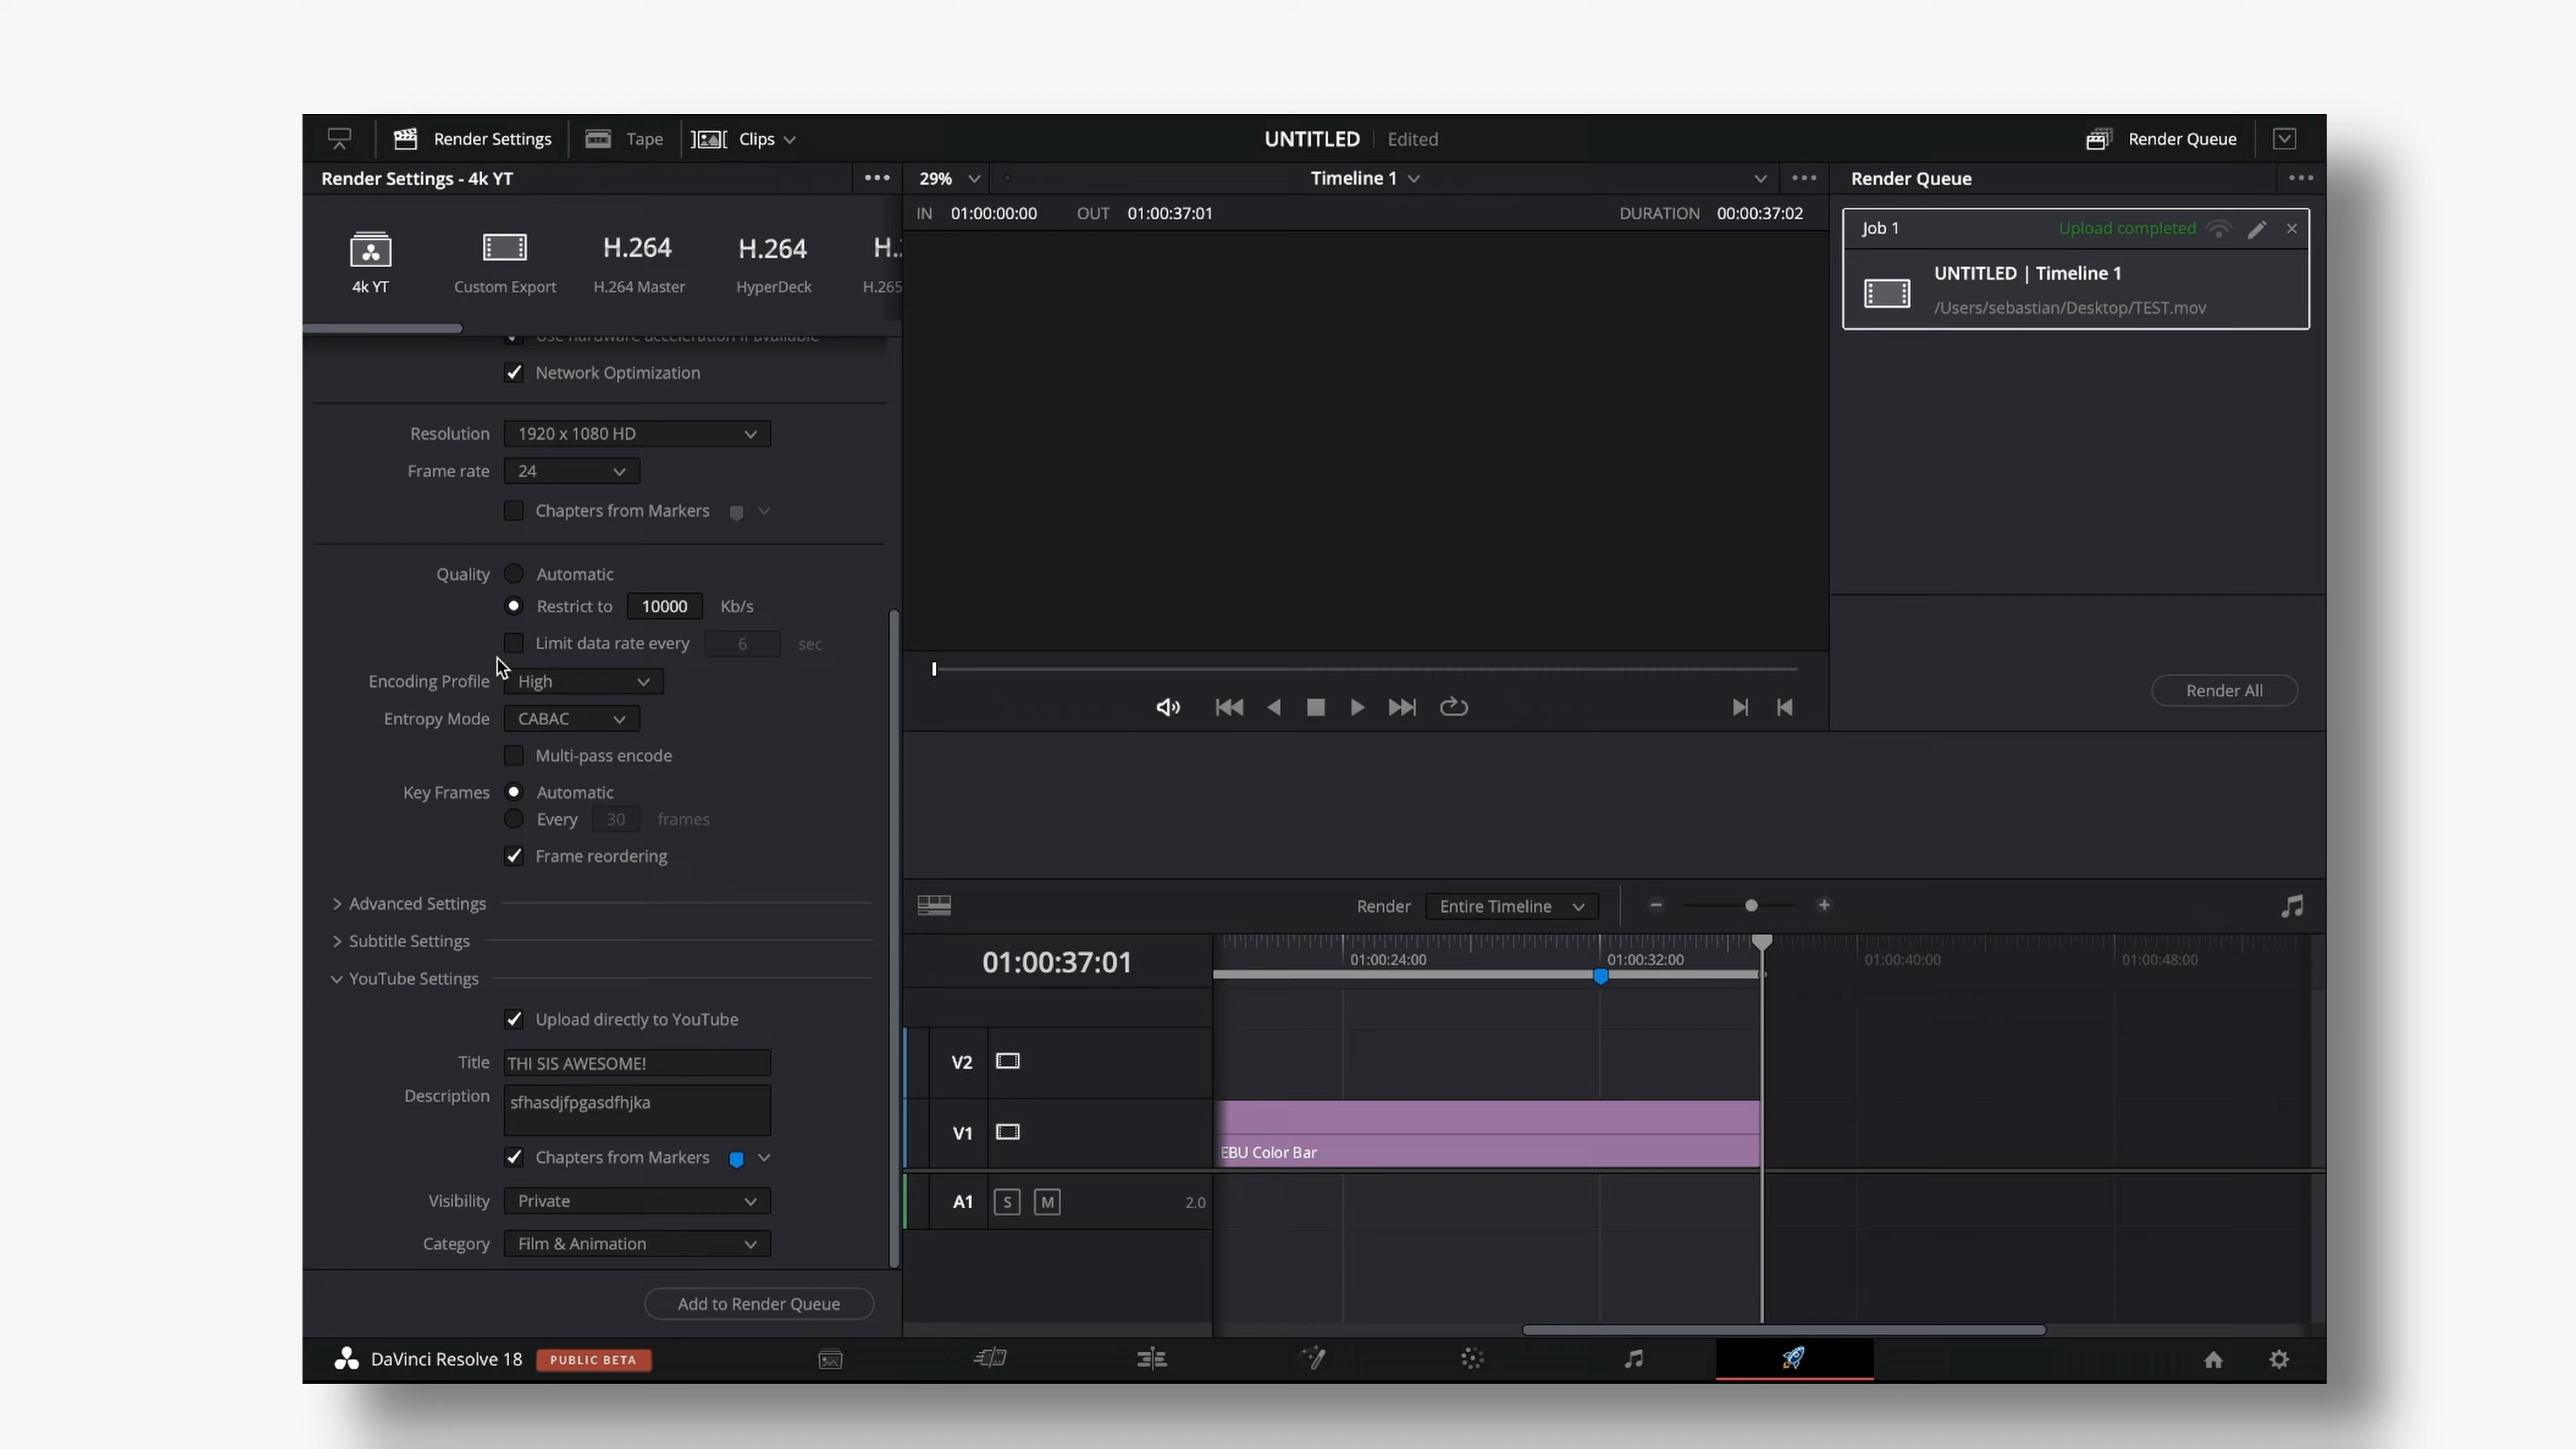 Render Settings Tape Clips UNTITLED Edited Render Queue
Render Settings - 4k YT
29% Timeline 1
Render Queue
IN 01:00:00:00 OUT 01:00:37:01 DURATION 00:00:37:02
4k YT
Custom Export
H.264
H.264 Master
H.264
HyperDeck
H.2
H.265
Job 1 Upload completed
UNTITLED | Timeline 1
/Users/sebastian/Desktop/TEST.mov
Use hardware acceleration if available
Network Optimization
Resolution 1920 x 1080 HD
Frame rate 24
Chapters from Markers
Quality Automatic
Restrict to 10000 Kb/s
Limit data rate every 6 sec
Encoding Profile High
Entropy Mode CABAC
Multi-pass encode
Key Frames Automatic
Every 30 frames
Frame reordering
Advanced Settings
Subtitle Settings
YouTube Settings
Upload directly to YouTube
Title THI SIS AWESOME!
Description sfhasdjfpgasdfhjka
Chapters from Markers
Visibility Private
Category Film & Animation
Add to Render Queue
Render All
Render Entire Timeline
01:00:37:01
01:00:24:00 01:00:32:00 01:00:40:00 01:00:48:00
V2
V1
EBU Color Bar
A1 S M 2.0
DaVinci Resolve 18 PUBLIC BETA